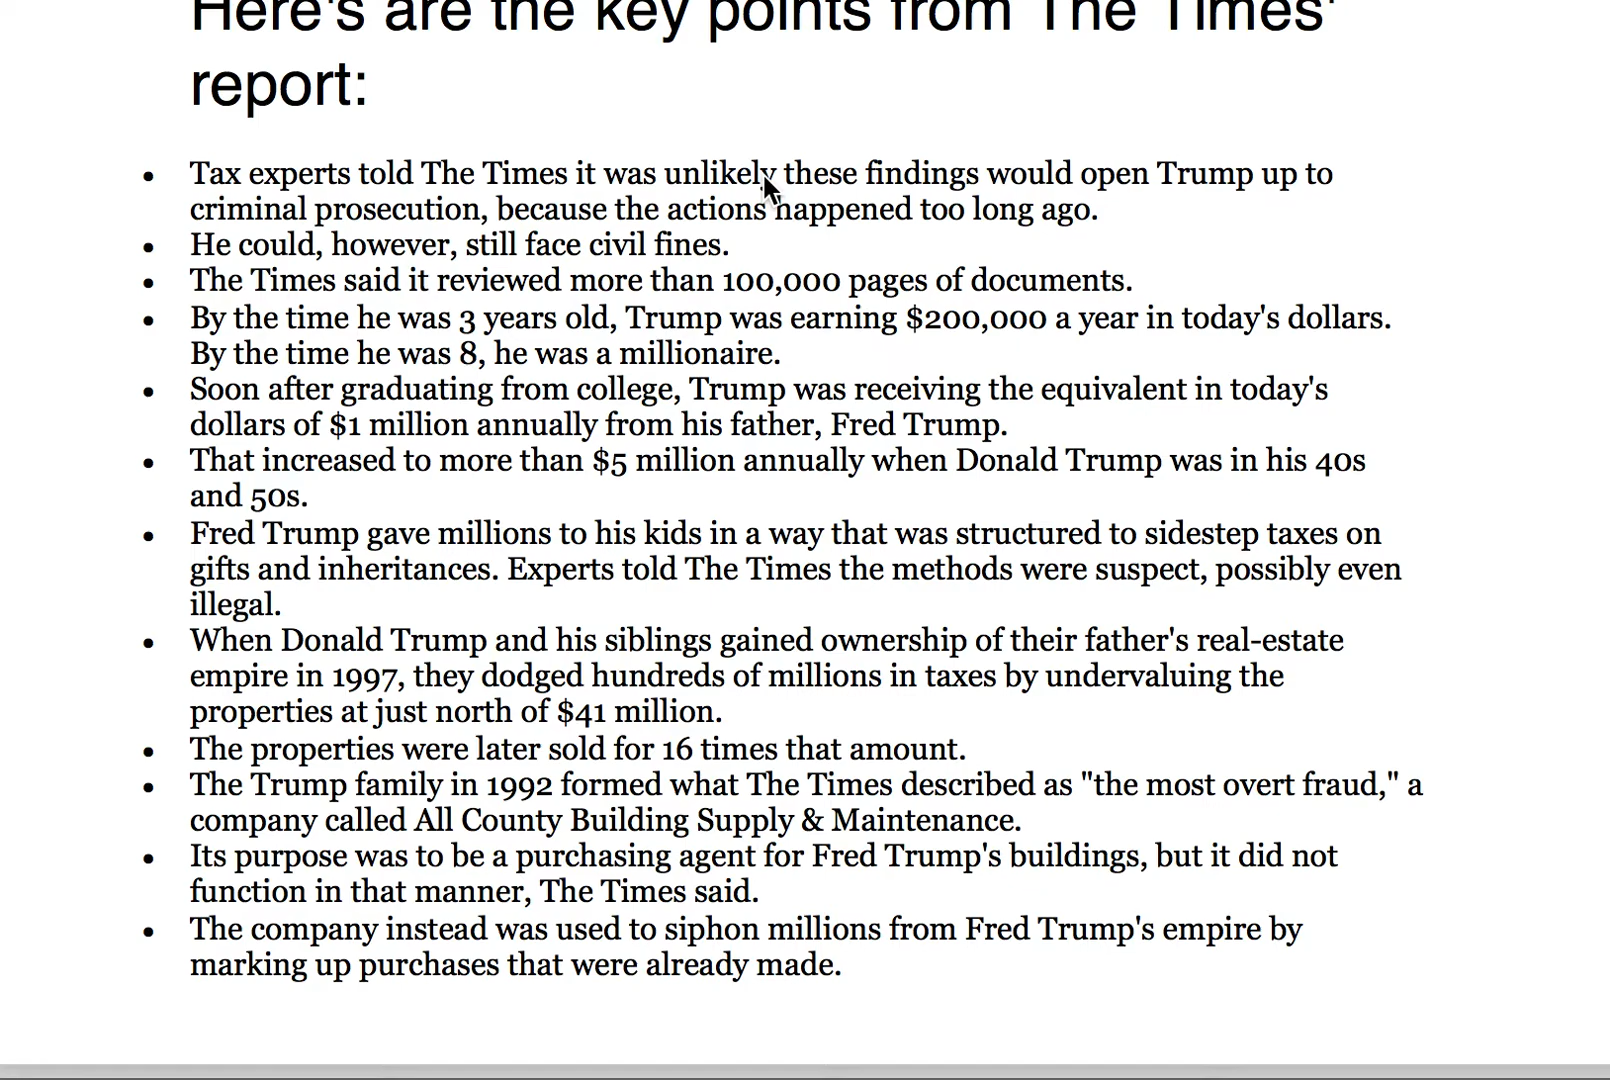 Here's are the key points from The Times'
report:
• Tax experts told The Times it was unlikely these findings would open Trump up to
criminal prosecution, because the actions happened too long ago.
• He could, however, still face civil fines.
• The Times said it reviewed more than 100,000 pages of documents.
• By the time he was 3 years old, Trump was earning $200,000 a year in today's dollars.
By the time he was 8, he was a millionaire.
• Soon after graduating from college, Trump was receiving the equivalent in today's
dollars of $1 million annually from his father, Fred Trump.
• That increased to more than $5 million annually when Donald Trump was in his 40s
and 50s.
• Fred Trump gave millions to his kids in a way that was structured to sidestep taxes on
gifts and inheritances. Experts told The Times the methods were suspect, possibly even
illegal.
• When Donald Trump and his siblings gained ownership of their father's real-estate
empire in 1997, they dodged hundreds of millions in taxes by undervaluing the
properties at just north of $41 million.
• The properties were later sold for 16 times that amount.
• The Trump family in 1992 formed what The Times described as "the most overt fraud," a
company called All County Building Supply & Maintenance.
• Its purpose was to be a purchasing agent for Fred Trump's buildings, but it did not
function in that manner, The Times said.
• The company instead was used to siphon millions from Fred Trump's empire by
marking up purchases that were already made.